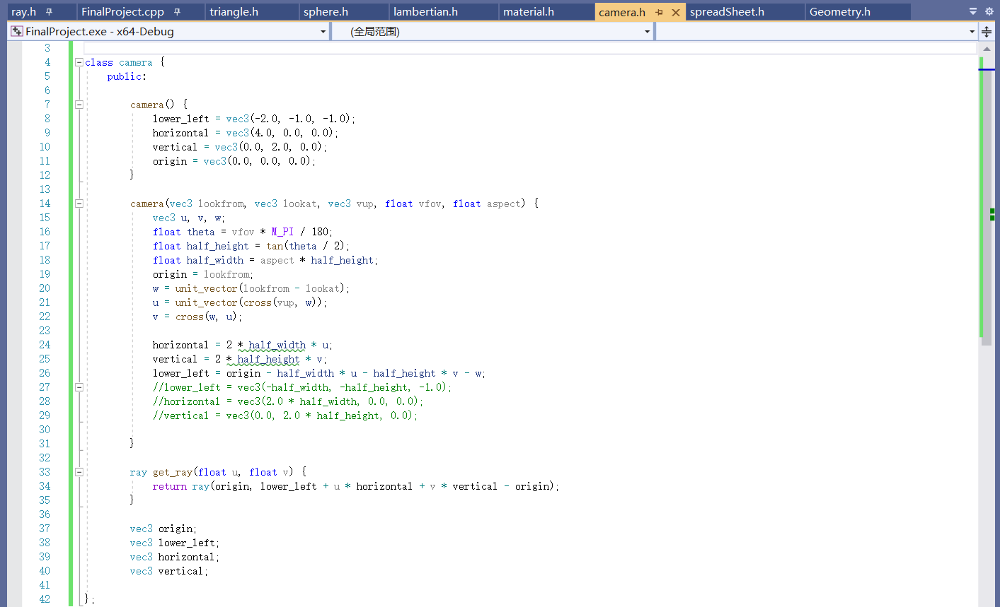 ray.h FinalProject.cpp triangle.h sphere.h lambertian.h material.h camera.h spreadSheet.h Geometry.h
FinalProject.exe - x64-Debug (全局范围)
3
4 class camera {
5 public:
6
7 camera() {
8 lower_left = vec3(-2.0, -1.0, -1.0);
9 horizontal = vec3(4.0, 0.0, 0.0);
10 vertical = vec3(0.0, 2.0, 0.0);
11 origin = vec3(0.0, 0.0, 0.0);
12 }
13
14 camera(vec3 lookfrom, vec3 lookat, vec3 vup, float vfov, float aspect) {
15 vec3 u, v, w;
16 float theta = vfov * M_PI / 180;
17 float half_height = tan(theta / 2);
18 float half_width = aspect * half_height;
19 origin = lookfrom;
20 w = unit_vector(lookfrom - lookat);
21 u = unit_vector(cross(vup, w));
22 v = cross(w, u);
23
24 horizontal = 2 * half_width * u;
25 vertical = 2 * half_height * v;
26 lower_left = origin - half_width * u - half_height * v - w;
27 //lower_left = vec3(-half_width, -half_height, -1.0);
28 //horizontal = vec3(2.0 * half_width, 0.0, 0.0);
29 //vertical = vec3(0.0, 2.0 * half_height, 0.0);
30
31 }
32
33 ray get_ray(float u, float v) {
34 return ray(origin, lower_left + u * horizontal + v * vertical - origin);
35 }
36
37 vec3 origin;
38 vec3 lower_left;
39 vec3 horizontal;
40 vec3 vertical;
41
42 };